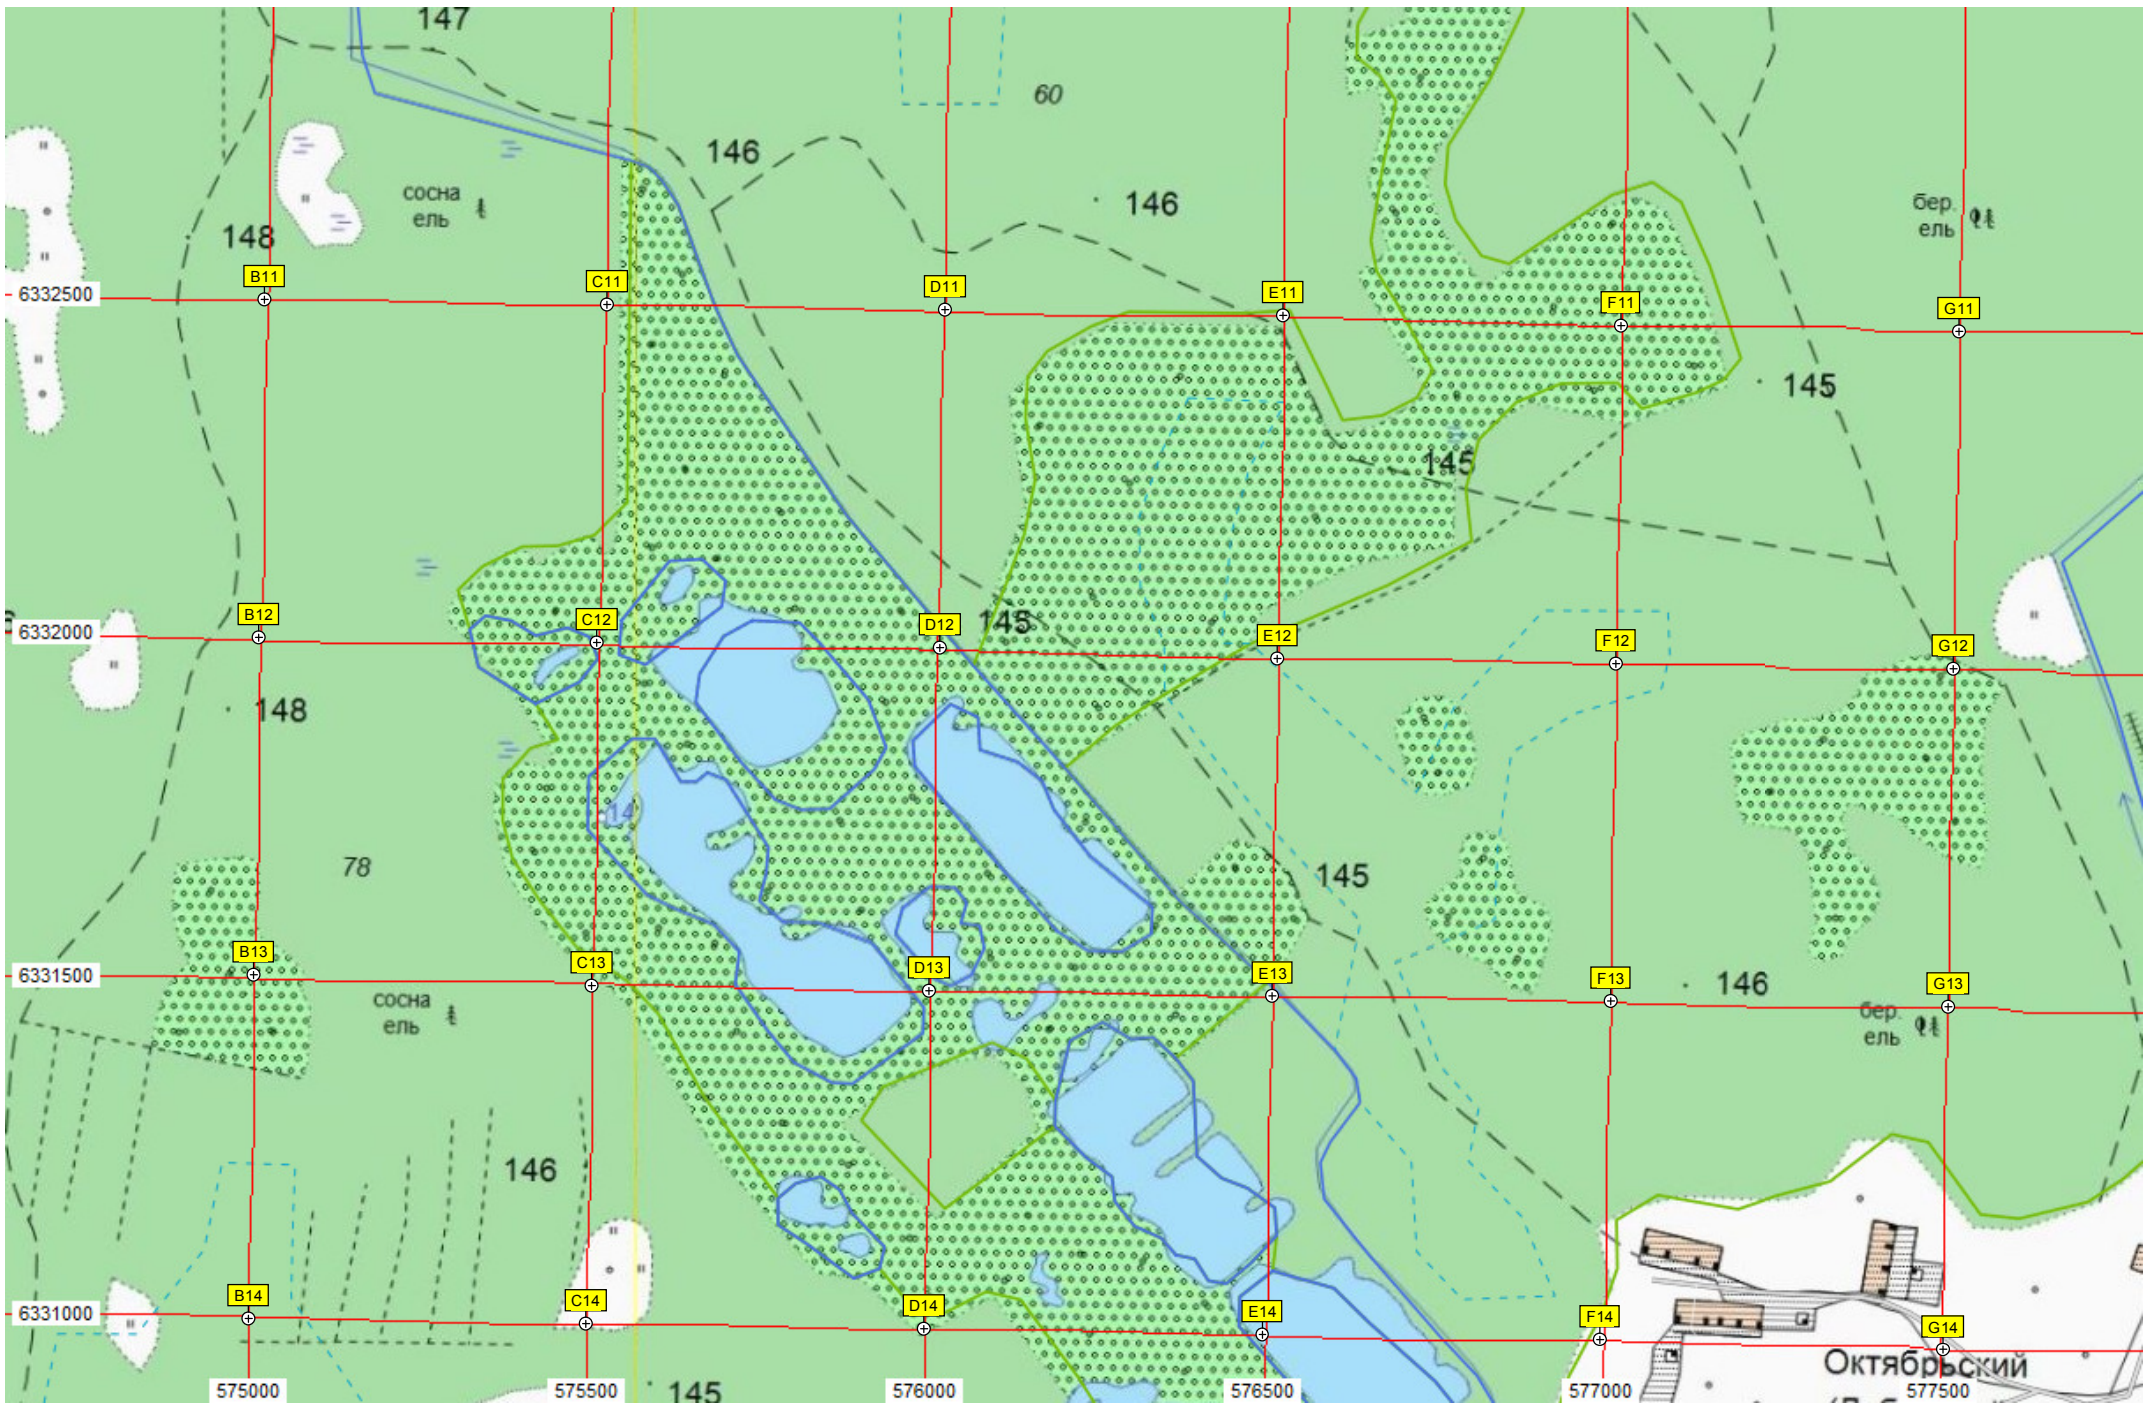 147
60
146
146
сосна
ель
бер.
ель
148
B11
C11
D11
E11
F11
G11
6332500
145
145
B12
C12
D12
E12
F12
G12
6332000
145
148
14
78
145
B13
C13
D13
E13
F13
G13
6331500
146
сосна
ель
бер.
ель
146
B14
C14
D14
E14
F14
G14
6331000
Октябрьский
145
575000
575500
576000
576500
577000
577500